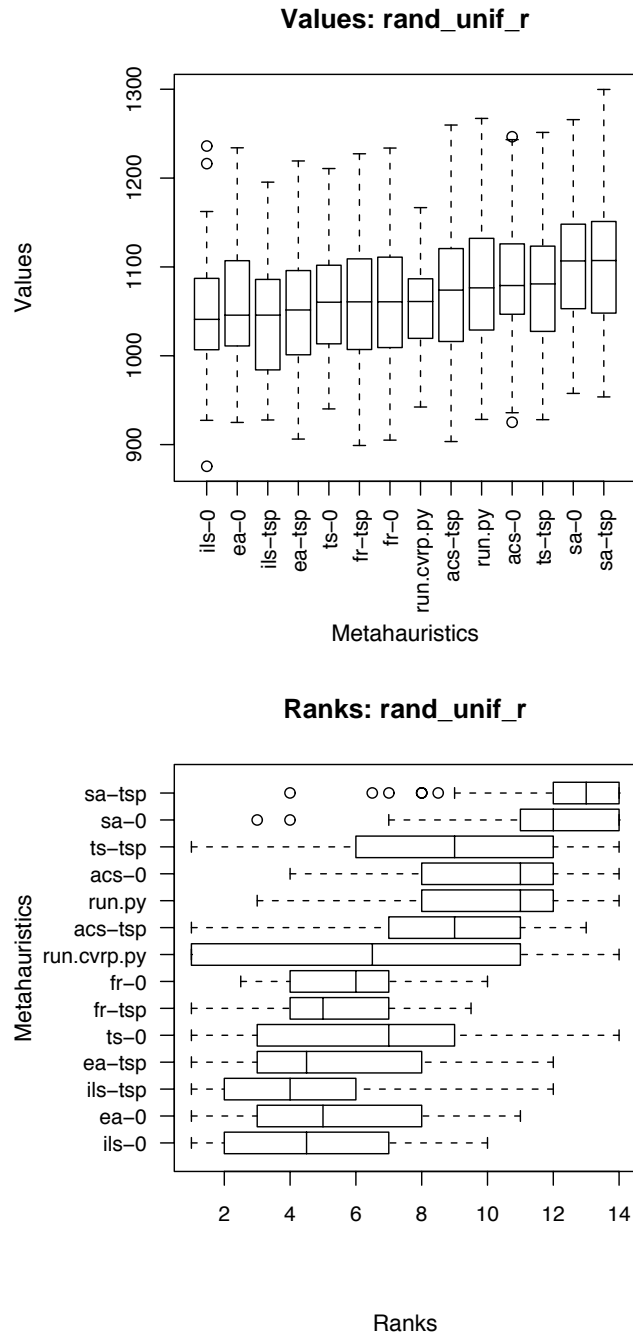 Values: rand_unif_r
1300
1200
1100
1000
900
Values
ils−0
ea−0
ils−tsp
ea−tsp
ts−0
fr−tsp
fr−0
run.cvrp.py
acs−tsp
run.py
acs−0
ts−tsp
sa−0
sa−tsp
Metahauristics
Ranks: rand_unif_r
sa−tsp
sa−0
ts−tsp
acs−0
run.py
acs−tsp
run.cvrp.py
fr−0
fr−tsp
ts−0
ea−tsp
ils−tsp
ea−0
ils−0
Metahauristics
2 4 6 8 10 12 14
Ranks